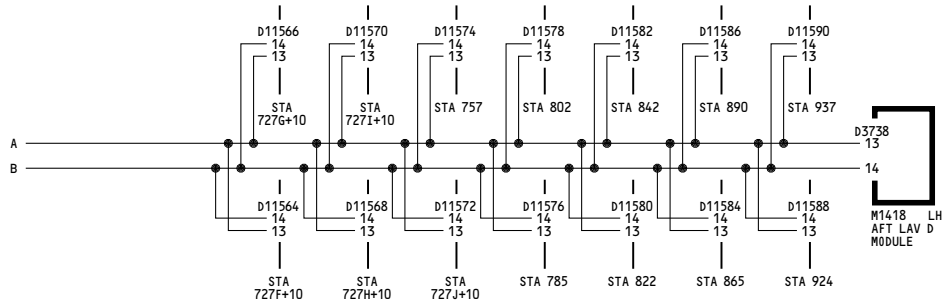 D11566 D11570 D11574 D11578 D11582 D11586 D11590
14 14 14 14 14 14 14
13 13 13 13 13 13 13
STA STA STA 757 STA 802 STA 842 STA 890 STA 937
727G+10 727I+10
D3738
A 13
B 14
D11564 D11568 D11572 D11576 D11580 D11584 D11588
14 14 14 14 14 14 14
13 13 13 13 13 13 13
M1418 LH
AFT LAV D
MODULE
STA STA STA STA 785 STA 822 STA 865 STA 924
727F+10 727H+10 727J+10